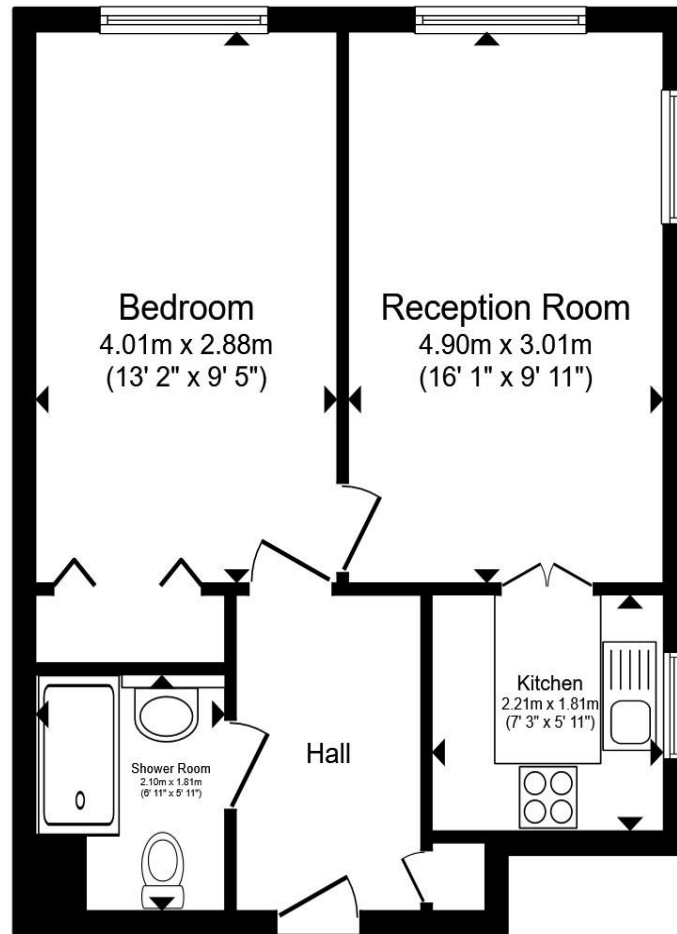 Bedroom
4.01m x 2.88m
(13' 2" x 9' 5")
Reception Room
4.90m x 3.01m
(16' 1" x 9' 11")
Kitchen
2.21m x 1.81m
(7' 3" x 5' 11")
Hall
Shower Room
2.10m x 1.81m
(6' 11" x 5' 11")